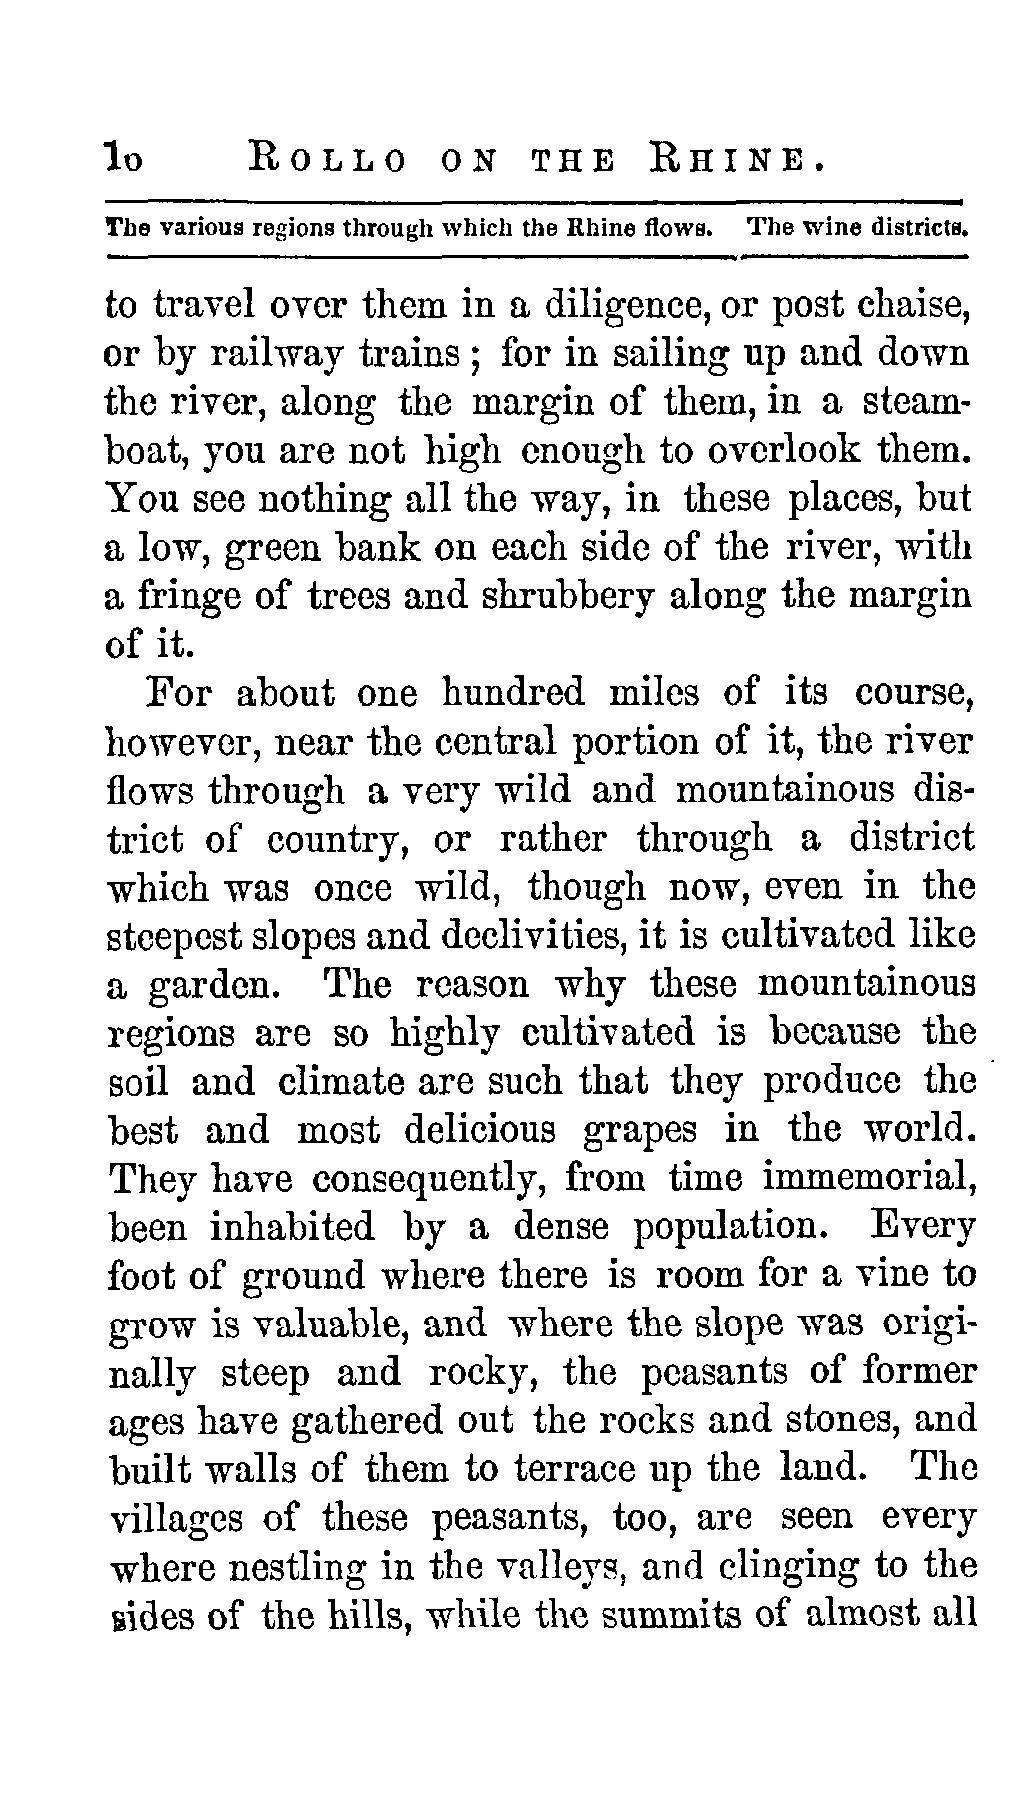 10 ROLLO ON THE RHINE.
The various regions through which the Rhine flows. The wine districts.
to travel over them in a diligence, or post chaise,
or by railway trains; for in sailing up and down
the river, along the margin of them, in a steam-
boat, you are not high enough to overlook them.
You see nothing all the way, in these places, but
a low, green bank on each side of the river, with
a fringe of trees and shrubbery along the margin
of it.
For about one hundred miles of its course,
however, near the central portion of it, the river
flows through a very wild and mountainous dis-
trict of country, or rather through a district
which was once wild, though now, even in the
steepest slopes and declivities, it is cultivated like
a garden. The reason why these mountainous
regions are so highly cultivated is because the
soil and climate are such that they produce the
best and most delicious grapes in the world.
They have consequently, from time immemorial,
been inhabited by a dense population. Every
foot of ground where there is room for a vine to
grow is valuable, and where the slope was origi-
nally steep and rocky, the peasants of former
ages have gathered out the rocks and stones, and
built walls of them to terrace up the land. The
villages of these peasants, too, are seen every
where nestling in the valleys, and clinging to the
sides of the hills, while the summits of almost all